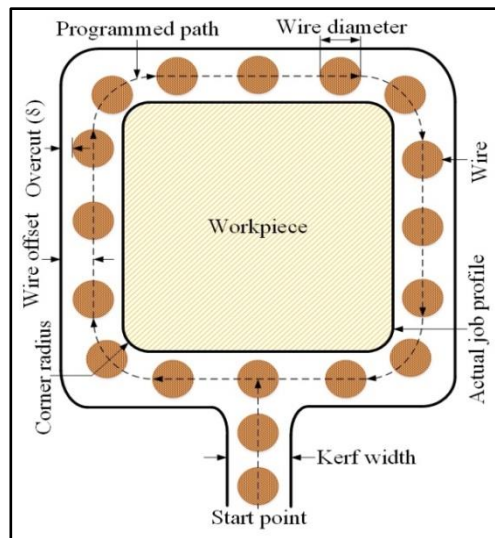 Programmed path
Wire diameter
Overcut (δ)
Wire
Workpiece
Wire offset
Actual job profile
Corner radius
Kerf width
Start point